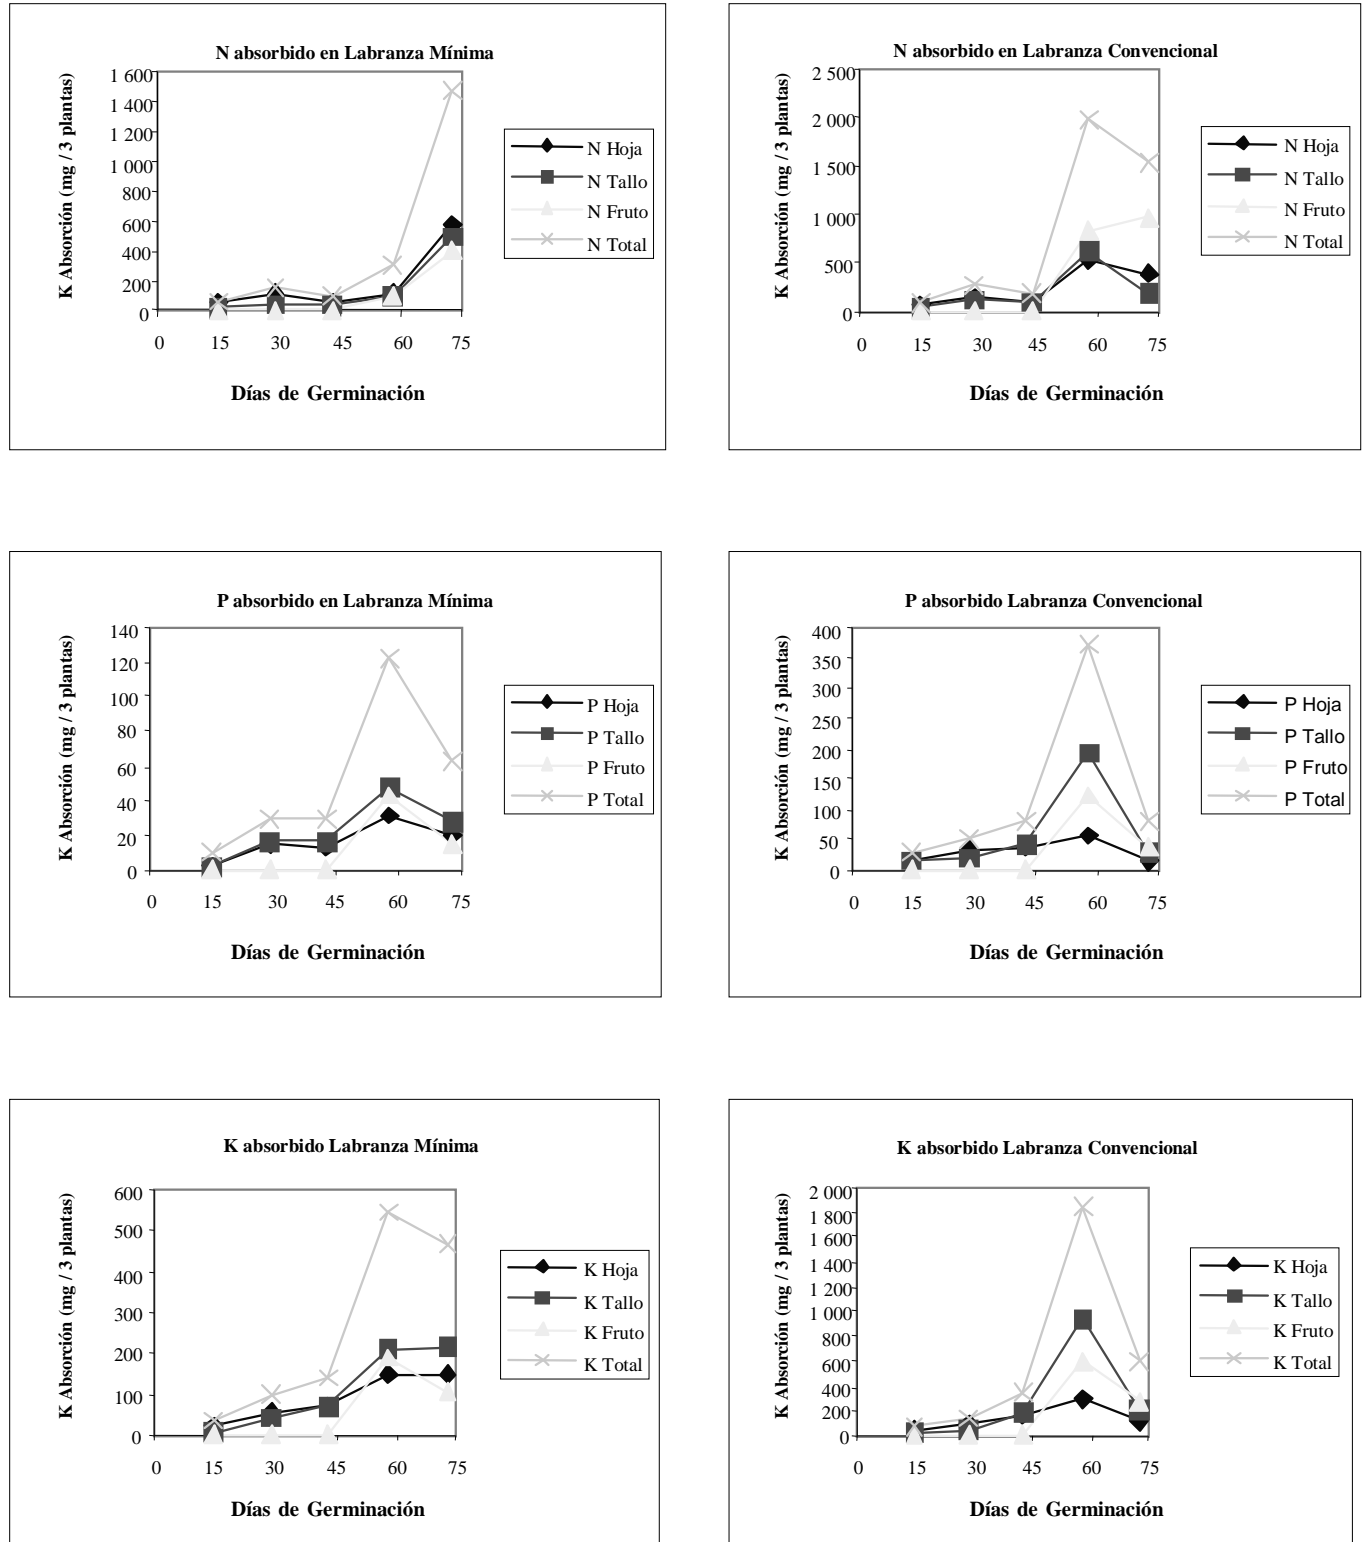 N absorbido en Labranza Mínima
K Absorción (mg / 3 plantas)
1 600
1 400
1 200
1 000
800
600
400
200
0
0 15 30 45 60 75
Días de Germinación
N Hoja
N Tallo
N Fruto
N Total
N absorbido en Labranza Convencional
K Absorción (mg / 3 plantas)
2 500
2 000
1 500
1 000
500
0
0 15 30 45 60 75
Días de Germinación
N Hoja
N Tallo
N Fruto
N Total
P absorbido en Labranza Mínima
K Absorción (mg / 3 plantas)
140
120
100
80
60
40
20
0
0 15 30 45 60 75
Días de Germinación
P Hoja
P Tallo
P Fruto
P Total
P absorbido Labranza Convencional
K Absorción (mg / 3 plantas)
400
350
300
250
200
150
100
50
0
0 15 30 45 60 75
Días de Germinación
P Hoja
P Tallo
P Fruto
P Total
K absorbido Labranza Mínima
K Absorción (mg / 3 plantas)
600
500
400
300
200
100
0
0 15 30 45 60 75
Días de Germinación
K Hoja
K Tallo
K Fruto
K Total
K absorbido Labranza Convencional
K Absorción (mg / 3 plantas)
2 000
1 800
1 600
1 400
1 200
1 000
800
600
400
200
0
0 15 30 45 60 75
Días de Germinación
K Hoja
K Tallo
K Fruto
K Total